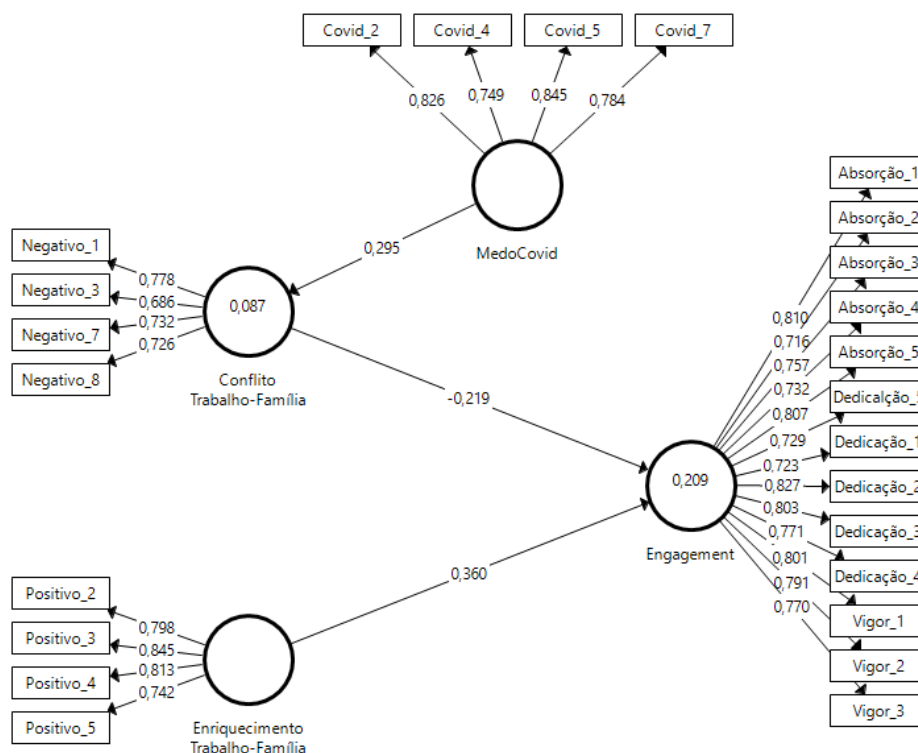 Covid_2
Covid_4
Covid_5
Covid_7
0,826
0,749
0,845
0,784
MedoCovid
0,295
Negativo_1
Negativo_3
Negativo_7
Negativo_8
0,778
0,686
0,732
0,726
0,087
Conflito
Trabalho-Família
-0,219
Positivo_2
Positivo_3
Positivo_4
Positivo_5
0,798
0,845
0,813
0,742
Enriquecimento
Trabalho-Família
0,360
0,209
Engagement
0,810
0,716
0,757
0,732
0,807
0,729
0,723
0,827
0,803
0,771
0,801
0,791
0,770
Absorção_1
Absorção_2
Absorção_3
Absorção_4
Absorção_5
Dedicalção_5
Dedicação_1
Dedicação_2
Dedicação_3
Dedicação_4
Vigor_1
Vigor_2
Vigor_3